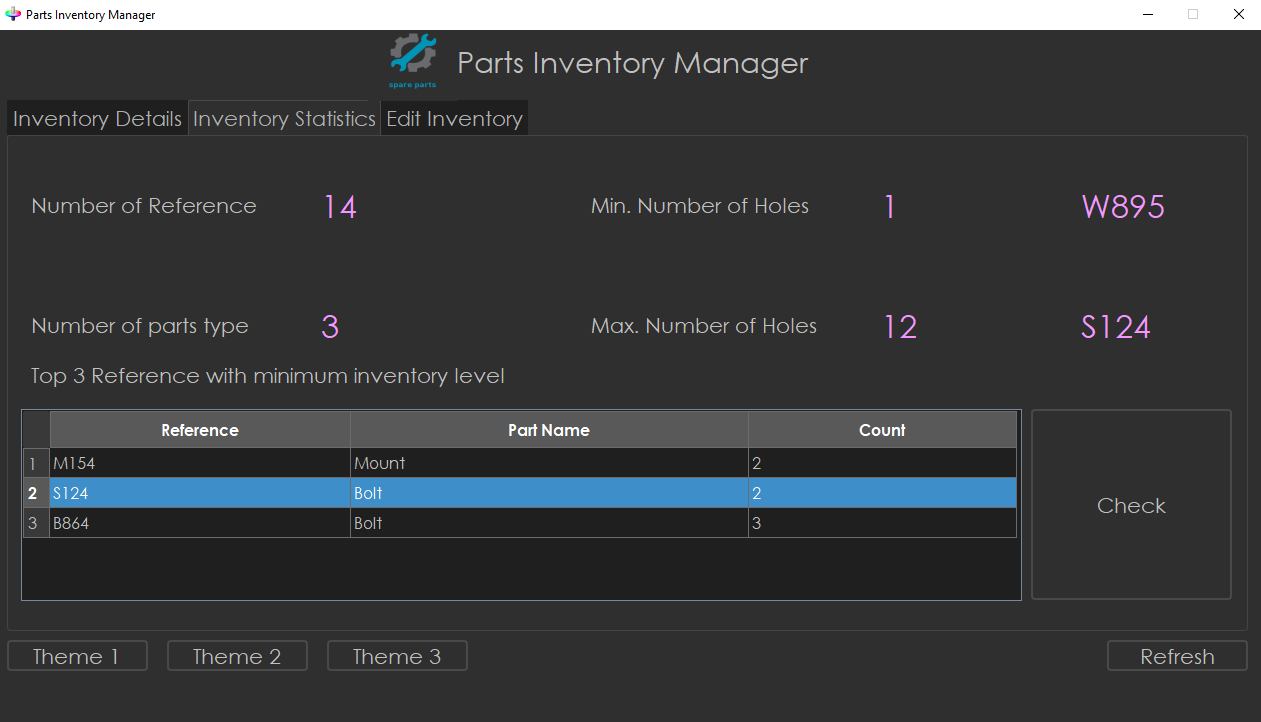 Parts Inventory Manager
spare parts
Parts Inventory Manager
Inventory Details Inventory Statistics Edit Inventory
Number of Reference 14 Min. Number of Holes 1 W895
Number of parts type 3 Max. Number of Holes 12 S124
Top 3 Reference with minimum inventory level
Reference Part Name Count
1 M154 Mount 2
2 S124 Bolt 2
3 B864 Bolt 3
Check
Theme 1 Theme 2 Theme 3 Refresh